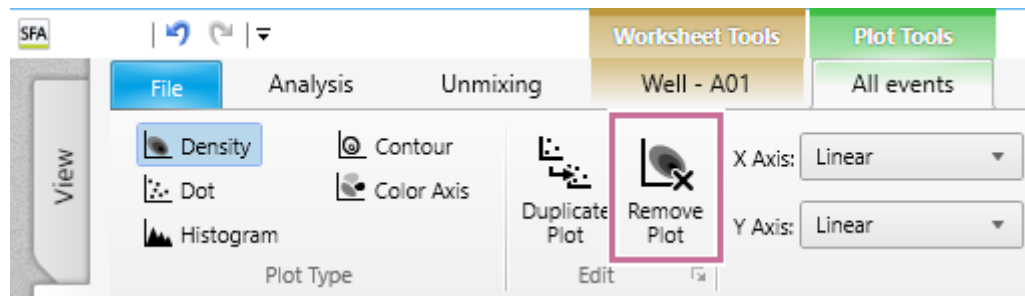 SFA
Worksheet Tools
Plot Tools
File
Analysis
Unmixing
Well - A01
All events
View
Density
Contour
Dot
Color Axis
Histogram
Plot Type
Duplicate
Plot
Remove
Plot
Edit
X Axis: Linear
Y Axis: Linear